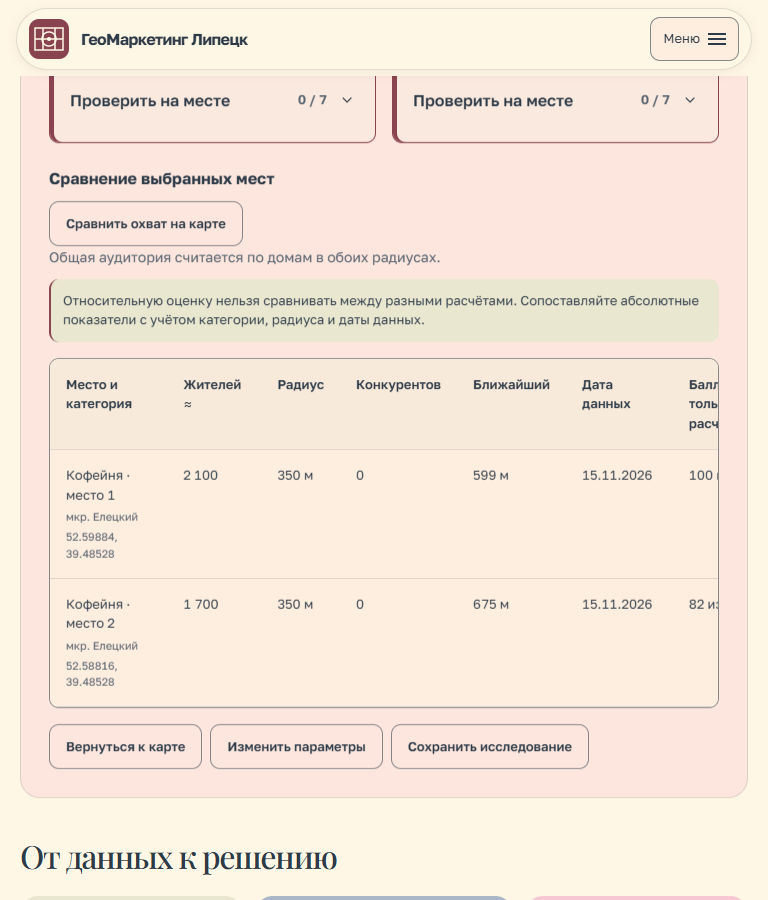 ГеоМаркетинг Липецк
Меню
Проверить на месте 0 / 7
Проверить на месте 0 / 7
Сравнение выбранных мест
Сравнить охват на карте
Общая аудитория считается по домам в обоих радиусах.
Относительную оценку нельзя сравнивать между разными расчётами. Сопоставляйте абсолютные
показатели с учётом категории, радиуса и даты данных.
Место и категория
Жителей ≈
Радиус
Конкурентов
Ближайший
Дата данных
Кофейня · место 1
мкр. Елецкий
52.59884, 39.48528
2 100
350 м
0
599 м
15.11.2026
100
Кофейня · место 2
мкр. Елецкий
52.58816, 39.48528
1 700
350 м
0
675 м
15.11.2026
82
Вернуться к карте
Изменить параметры
Сохранить исследование
От данных к решению